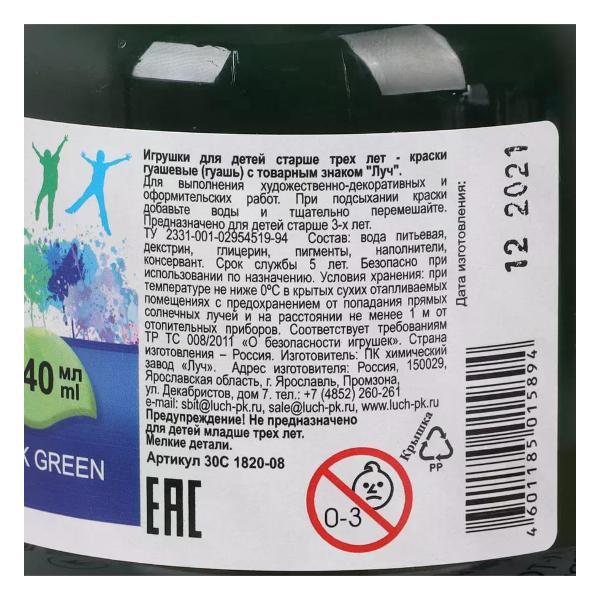 Игрушки для детей старше трех лет - краски
гуашевые (гуашь) с товарным знаком "Луч".
Для выполнения художественно-декоративных и
оформительских работ. При подсыхании краски
добавьте воды и тщательно перемешайте.
Предназначено для детей старше 3-х лет.
ТУ 2331-001-02954519-94 Состав: вода питьевая,
декстрин, глицерин, пигменты, наполнители,
консервант. Срок службы 5 лет. Безопасно при
использовании по назначению. Условия хранения: при
температуре не ниже 0ºС в крытых сухих отапливаемых
помещениях с предохранением от попадания прямых
солнечных лучей и на расстоянии не менее 1 м от
отопительных приборов. Соответствует требованиям
ТР ТС 008/2011 «О безопасности игрушек». Страна
изготовления – Россия. Изготовитель: ПК химический
завод «Луч». Адрес изготовителя: Россия, 150029,
Ярославская область, г. Ярославль, Промзона,
ул. Декабристов, дом 7. тел.: +7 (4852) 260-261
e-mail: sbit@luch-pk.ru, sale@luch-pk.ru, www.luch-pk.ru
Предупреждение! Не предназначено
для детей младше трех лет.
Мелкие детали.
Артикул 30С 1820-08
40 мл
ml
K GREEN
EAC
0-3
Крышка
PP
Дата изготовления:
12 2021
4 601185 015894